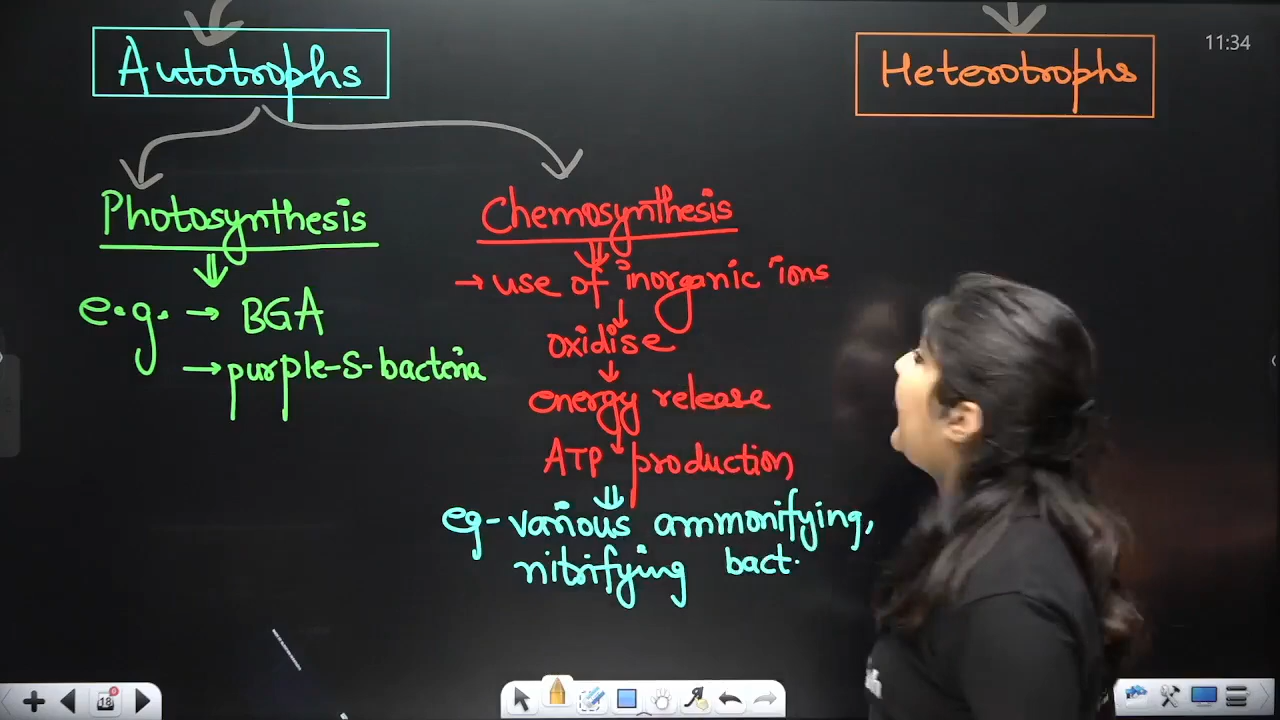 Autotrophs
Heterotrophs
11:34
Photosynthesis
Chemosynthesis
e.g. → BGA
→ purple-S-bacteria
→ use of inorganic ions
↓
oxidise
↓
energy release
↓
ATP production
eg- various ammonifying,
nitrifying bact.
18